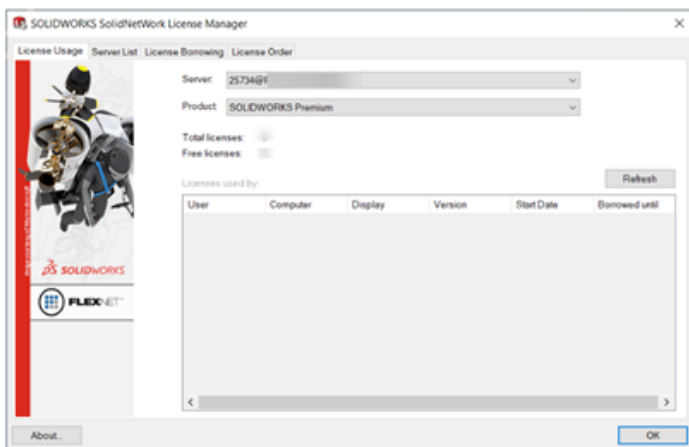 SOLIDWORKS SolidNetWork License Manager
License Usage Server List License Borrowing License Order
Server: 25734@
Product SOLIDWORKS Premium
Total licenses:
Free licenses:
Licenses used by:
Refresh
User Computer Display Version Start Date Borrowed until
SOLIDWORKS
FLEXNET
About..
OK